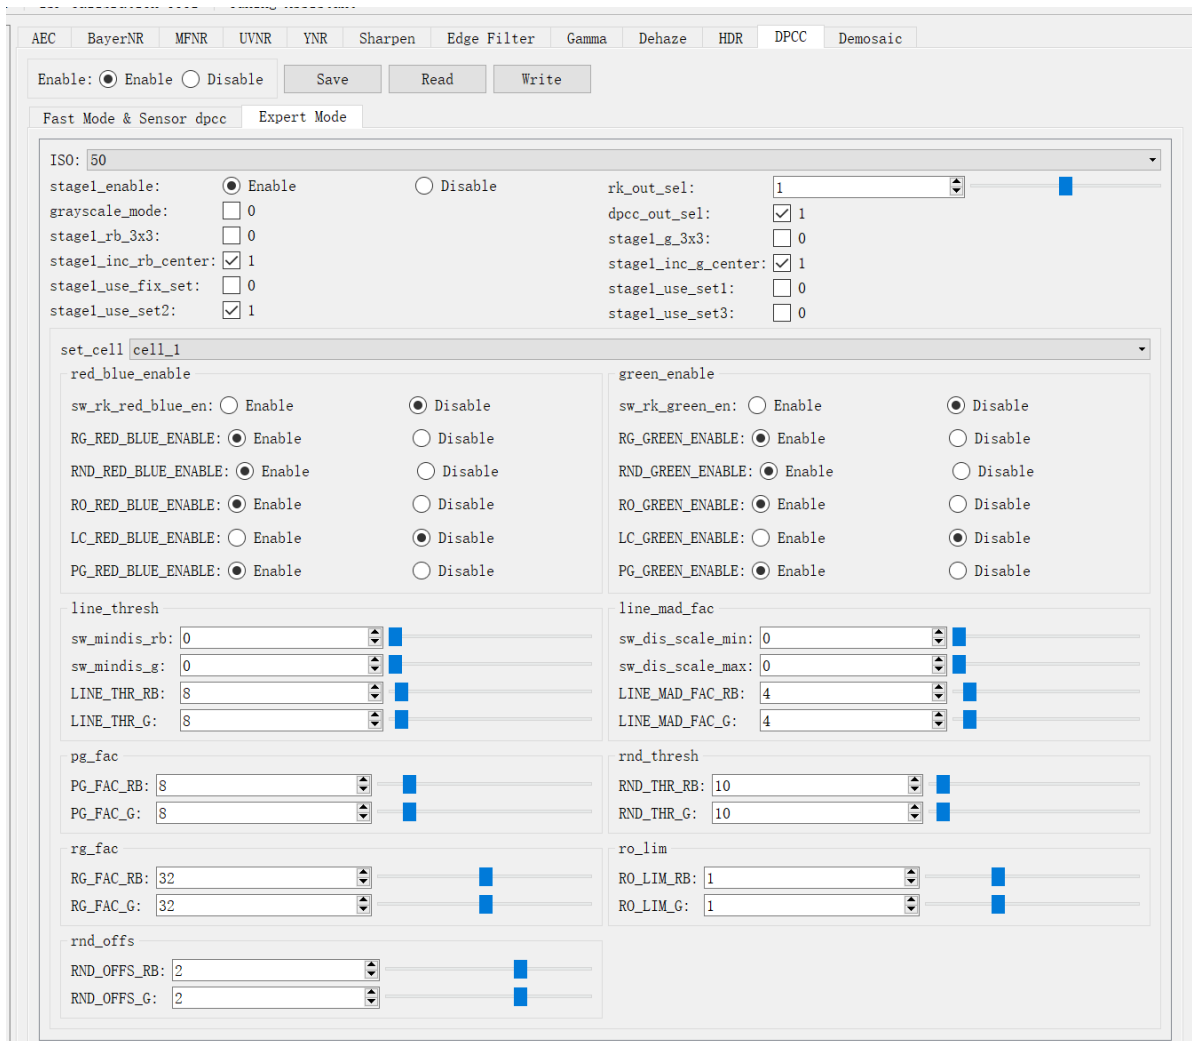 AEC BayerNR MFNR UVNR YNR Sharpen Edge Filter Gamma Dehaze HDR DPCC Demosaic
Enable: Enable Disable Save Read Write
Fast Mode & Sensor dpcc Expert Mode
ISO: 50
stage1_enable: Enable Disable rk_out_sel: 1
grayscale_mode: 0 dpcc_out_sel: 1
stage1_rb_3x3: 0 stage1_g_3x3: 0
stage1_inc_rb_center: 1 stage1_inc_g_center: 1
stage1_use_fix_set: 0 stage1_use_set1: 0
stage1_use_set2: 1 stage1_use_set3: 0
set_cell cell_1
red_blue_enable green_enable
sw_rk_red_blue_en: Enable Disable sw_rk_green_en: Enable Disable
RG_RED_BLUE_ENABLE: Enable Disable RG_GREEN_ENABLE: Enable Disable
RND_RED_BLUE_ENABLE: Enable Disable RND_GREEN_ENABLE: Enable Disable
RO_RED_BLUE_ENABLE: Enable Disable RO_GREEN_ENABLE: Enable Disable
LC_RED_BLUE_ENABLE: Enable Disable LC_GREEN_ENABLE: Enable Disable
PG_RED_BLUE_ENABLE: Enable Disable PG_GREEN_ENABLE: Enable Disable
line_thresh line_mad_fac
sw_mindis_rb: 0 sw_dis_scale_min: 0
sw_mindis_g: 0 sw_dis_scale_max: 0
LINE_THR_RB: 8 LINE_MAD_FAC_RB: 4
LINE_THR_G: 8 LINE_MAD_FAC_G: 4
pg_fac rnd_thresh
PG_FAC_RB: 8 RND_THR_RB: 10
PG_FAC_G: 8 RND_THR_G: 10
rg_fac ro_lim
RG_FAC_RB: 32 RO_LIM_RB: 1
RG_FAC_G: 32 RO_LIM_G: 1
rnd_offs
RND_OFFS_RB: 2
RND_OFFS_G: 2